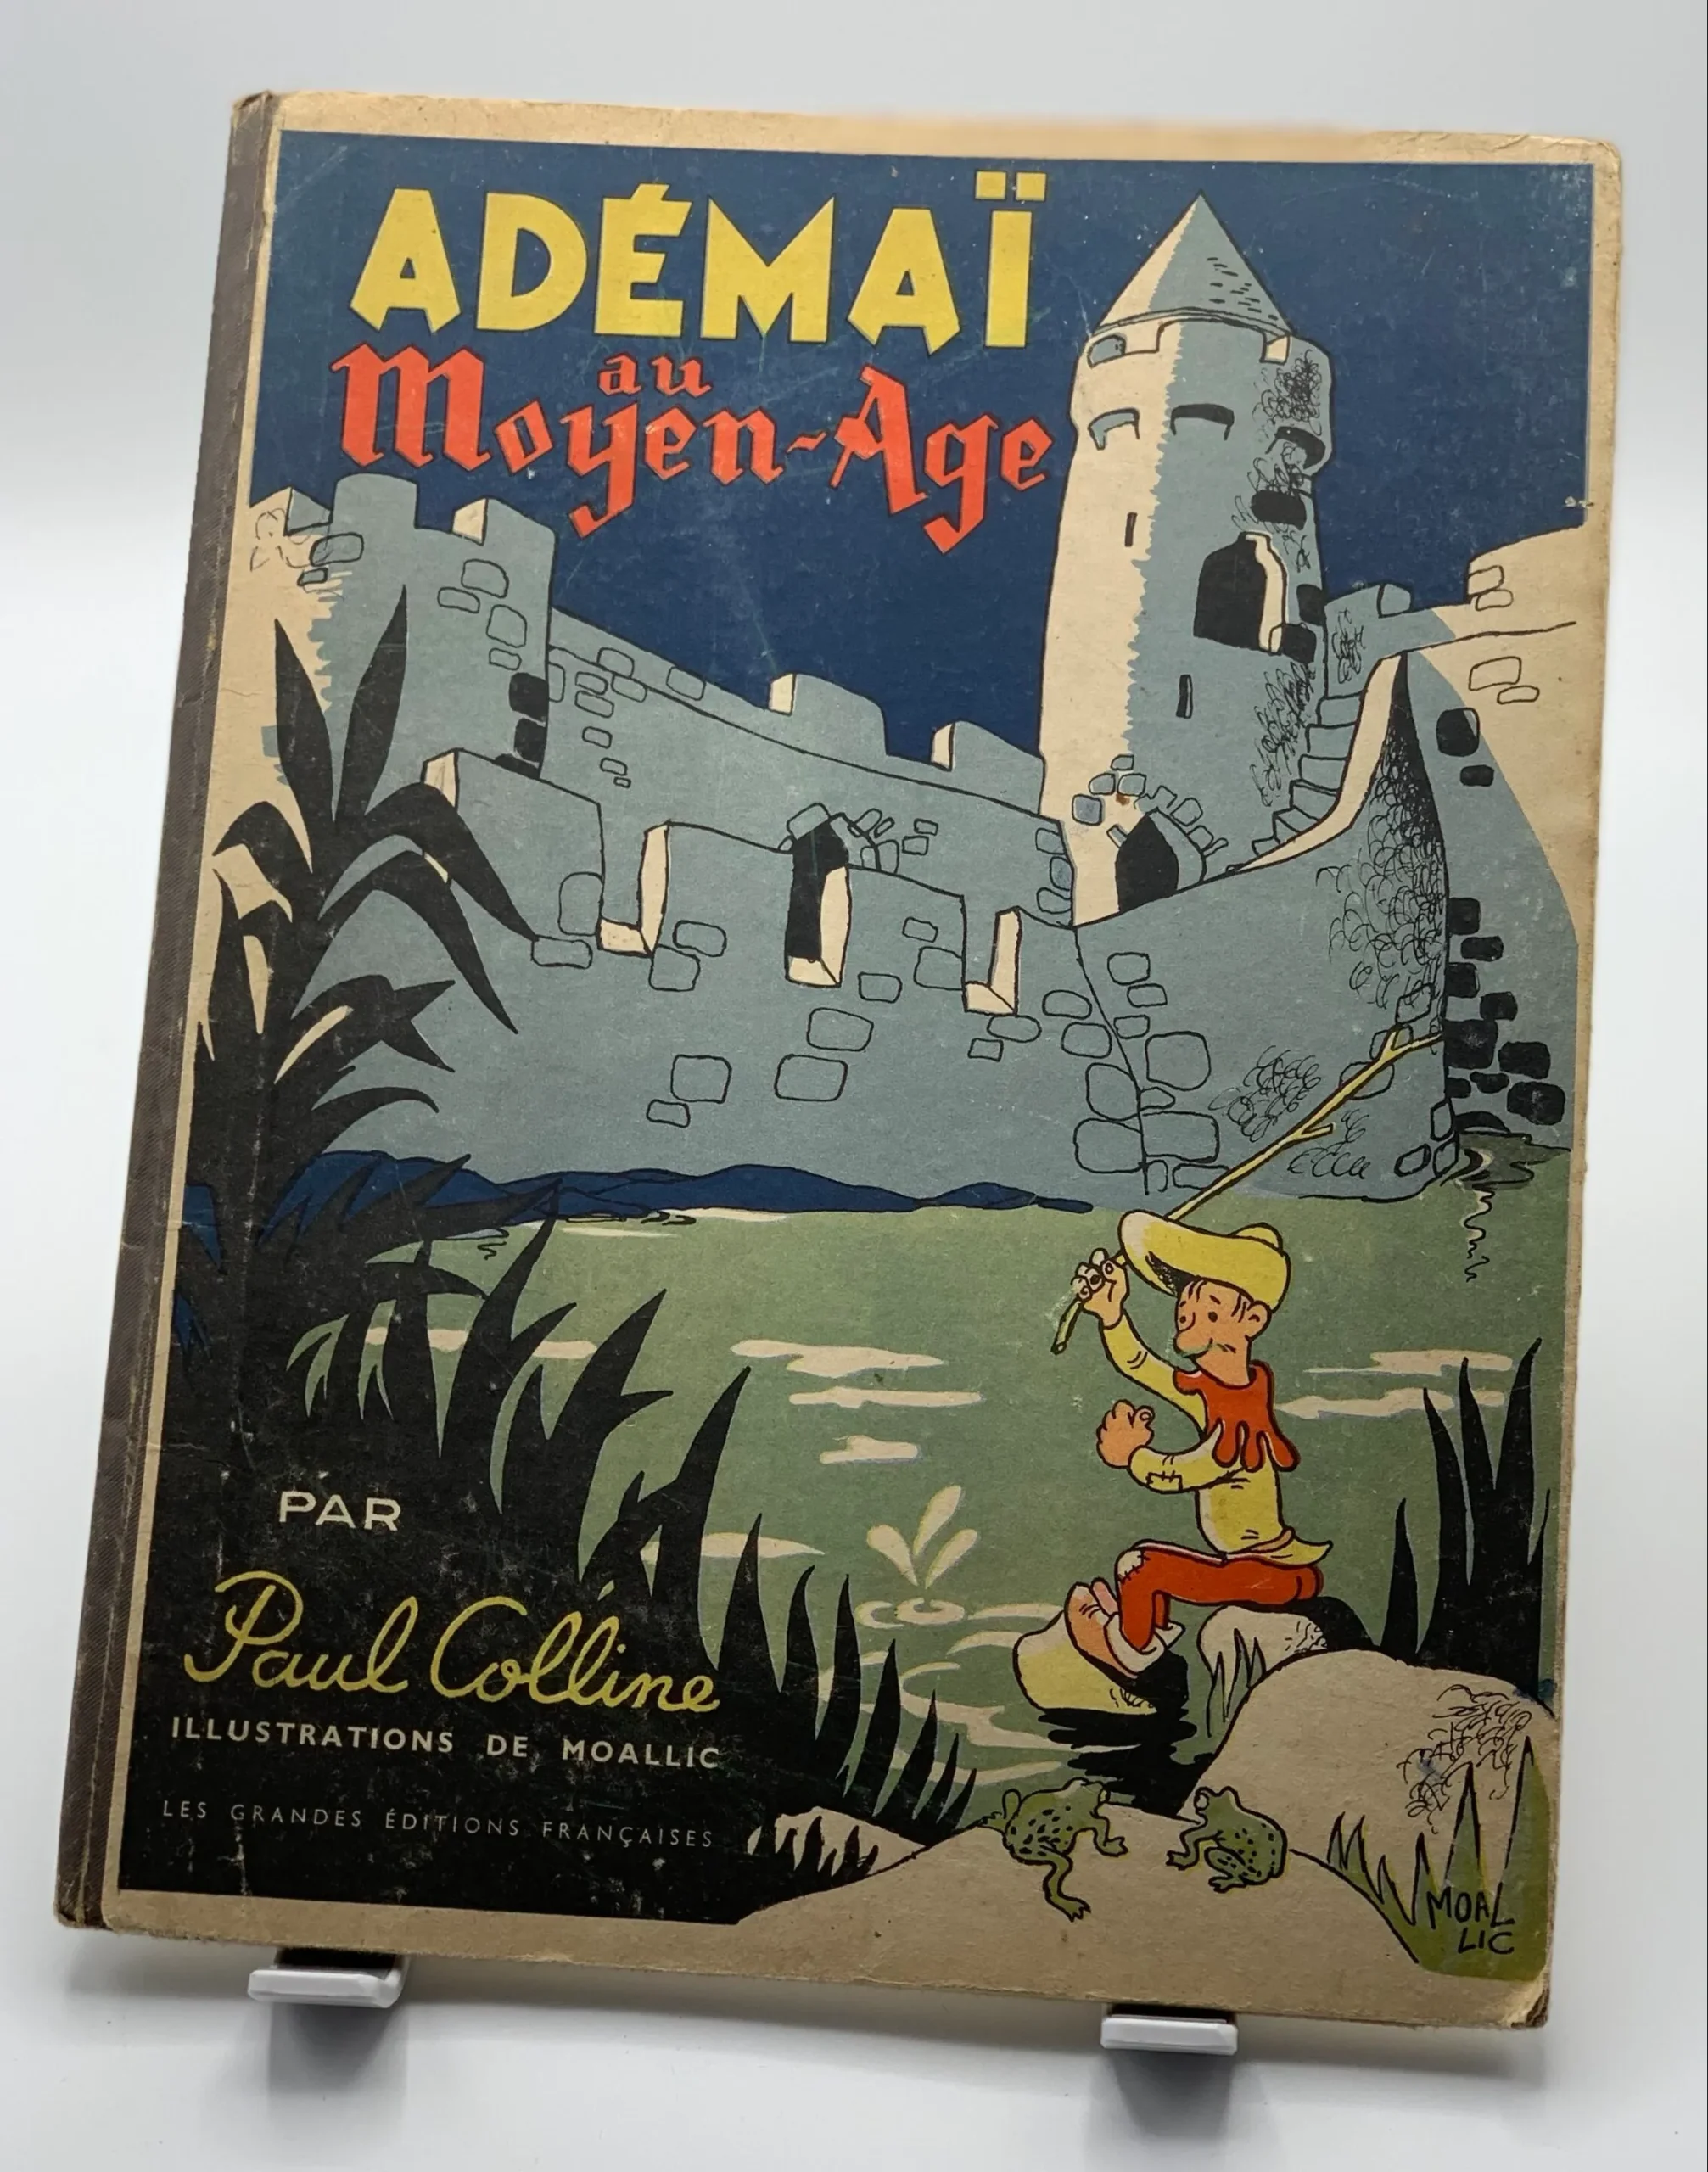 ADÉMAÏ
au
Moyen-Age
PAR
Paul Colline
ILLUSTRATIONS DE MOALLIC
LES GRANDES ÉDITIONS FRANÇAISES
MOAL
LIC